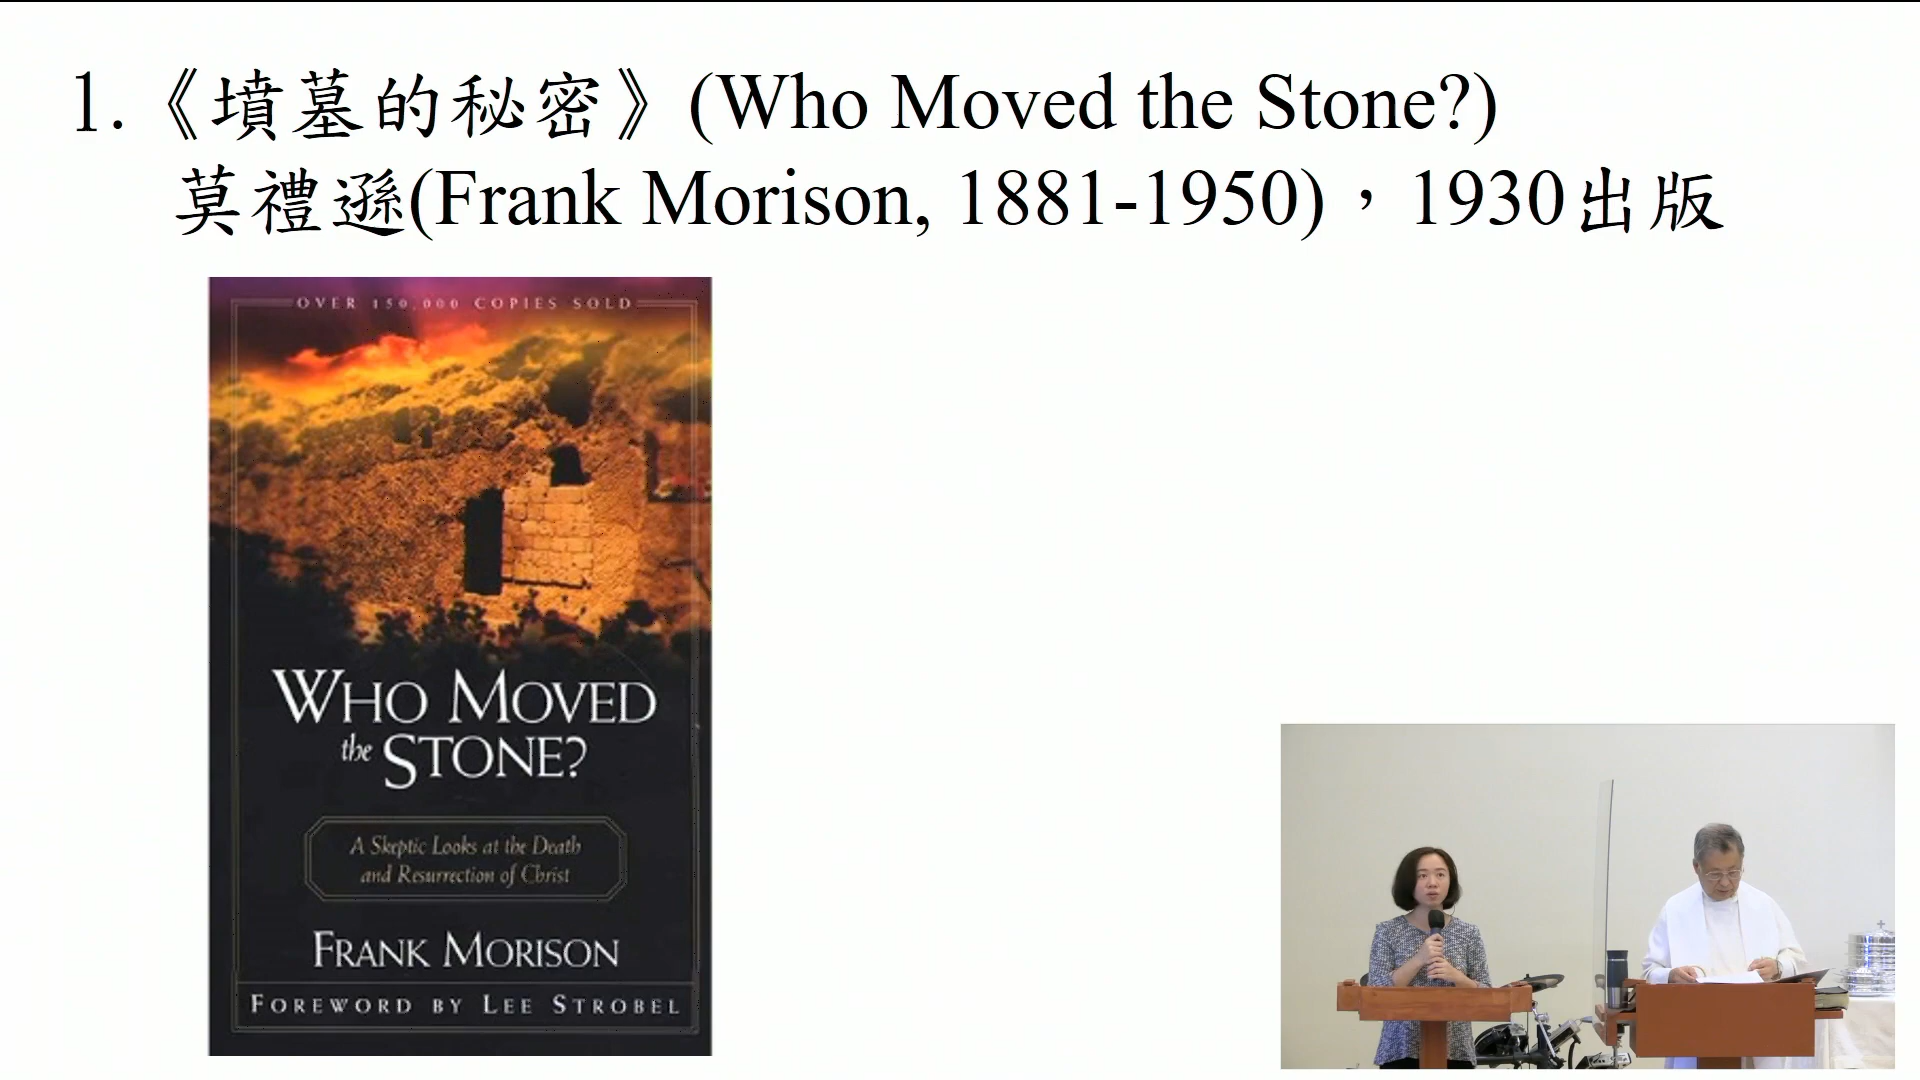 1.《墳墓的秘密》(Who Moved the Stone?)
莫禮遜(Frank Morison, 1881-1950)，1930出版
OVER 150,000 COPIES SOLD
WHO MOVED
the STONE?
A Skeptic Looks at the Death
and Resurrection of Christ
FRANK MORISON
FOREWORD BY LEE STROBEL